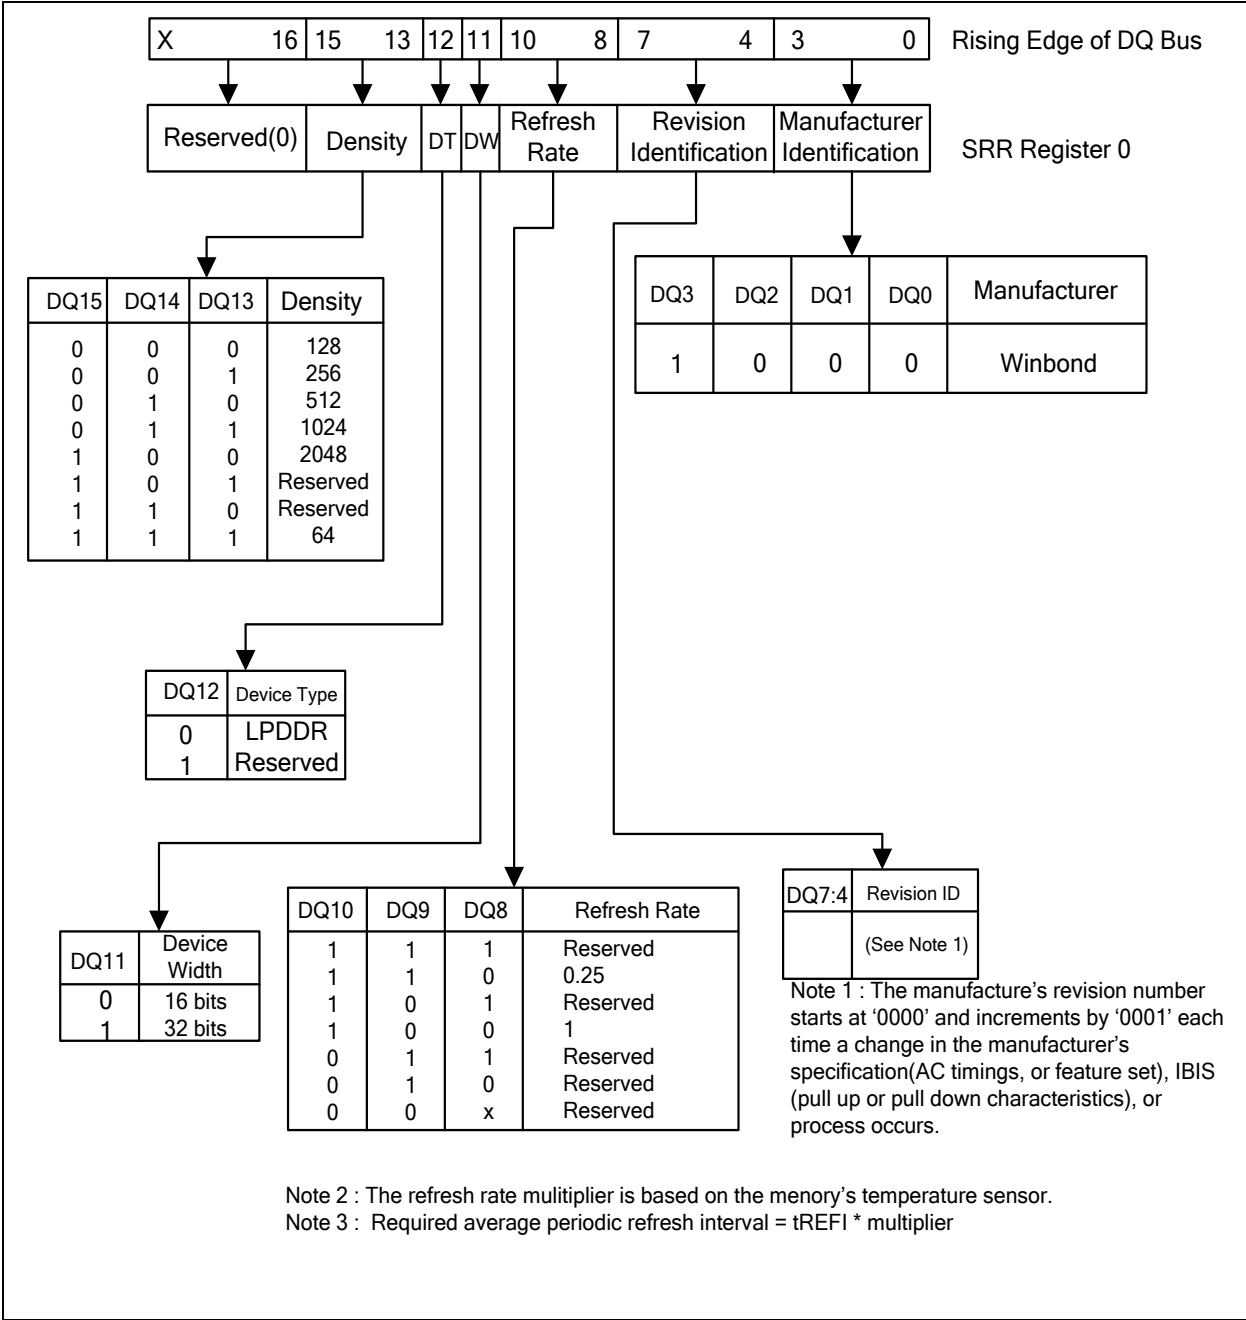 X 16 15 13 12 11 10 8 7 4 3 0 Rising Edge of DQ Bus
Reserved(0) Density DT DW Refresh Rate Revision Identification Manufacturer Identification SRR Register 0
DQ15 DQ14 DQ13 Density
0 0 0 128
0 0 1 256
0 1 0 512
0 1 1 1024
1 0 0 2048
1 0 1 Reserved
1 1 0 Reserved
1 1 1 64
DQ3 DQ2 DQ1 DQ0 Manufacturer
1 0 0 0 Winbond
DQ12 Device Type
0 LPDDR
1 Reserved
DQ11 Device Width
0 16 bits
1 32 bits
DQ10 DQ9 DQ8 Refresh Rate
1 1 1 Reserved
1 1 0 0.25
1 0 1 Reserved
1 0 0 1
0 1 1 Reserved
0 1 0 Reserved
0 0 x Reserved
DQ7:4 Revision ID
(See Note 1)
Note 1 : The manufacture's revision number
starts at ‘0000’ and increments by ‘0001’ each
time a change in the manufacturer's
specification(AC timings, or feature set), IBIS
(pull up or pull down characteristics), or
process occurs.
Note 2 : The refresh rate mulitiplier is based on the menory's temperature sensor.
Note 3 : Required average periodic refresh interval = tREFI * multiplier